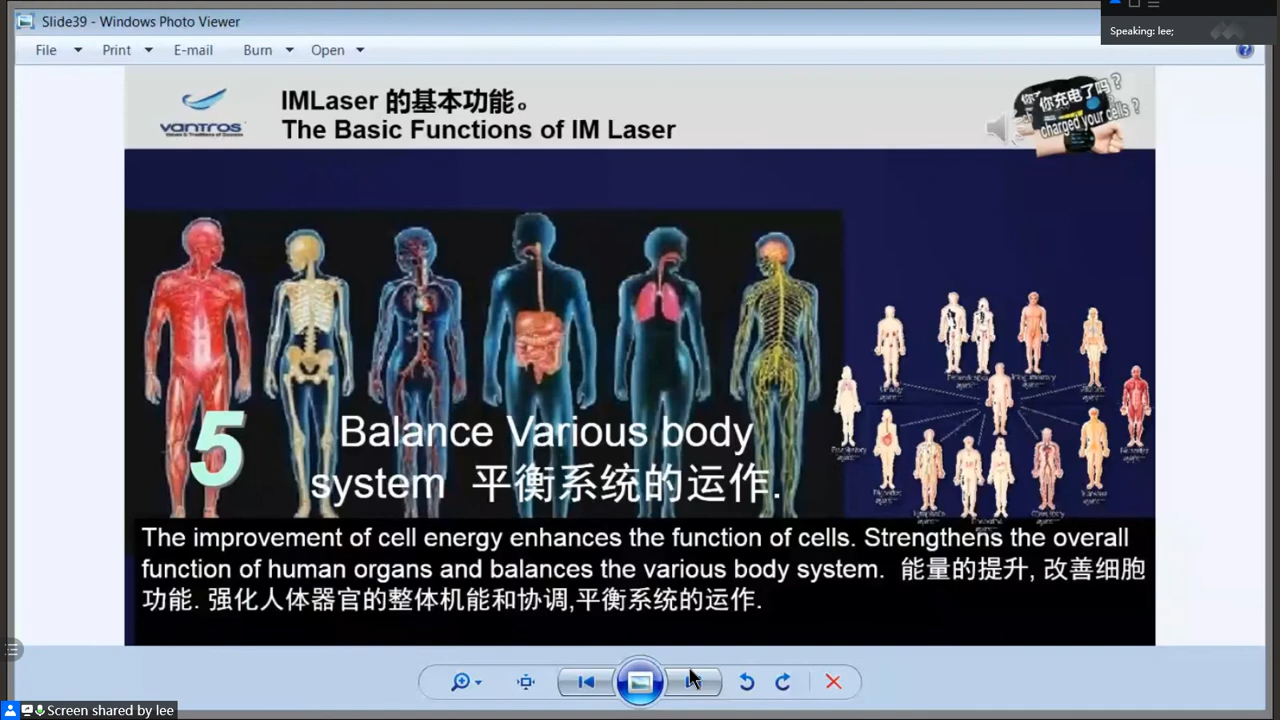 Slide39 - Windows Photo Viewer
Speaking: lee;
File Print E-mail Burn Open
IMLaser 的基本功能。
The Basic Functions of IM Laser
vantros
你充电了吗？
charged your cells ?
5
Balance Various body
system 平衡系统的运作.
The improvement of cell energy enhances the function of cells. Strengthens the overall
function of human organs and balances the various body system. 能量的提升, 改善细胞
功能. 强化人体器官的整体机能和协调,平衡系统的运作.
Screen shared by lee